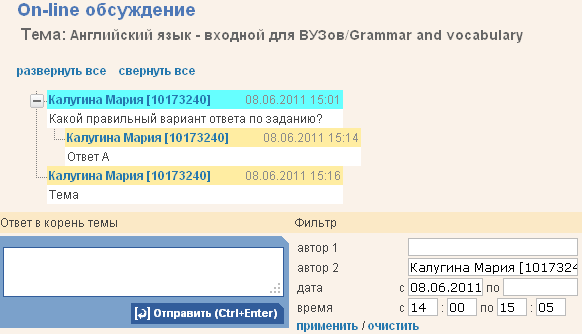 On-line обсуждение
Тема: Английский язык - входной для ВУЗов/Grammar and vocabulary
развернуть все свернуть все
Калугина Мария [10173240] 08.06.2011 15:01
Какой правильный вариант ответа по заданию?
Калугина Мария [10173240] 08.06.2011 15:14
Ответ А
Калугина Мария [10173240] 08.06.2011 15:16
Тема
Ответ в корень темы Фильтр
автор 1
автор 2 Калугина Мария [1017324
дата с 08.06.2011 по
время с 14 : 00 по 15 : 05
Отправить (Ctrl+Enter)
применить / очистить